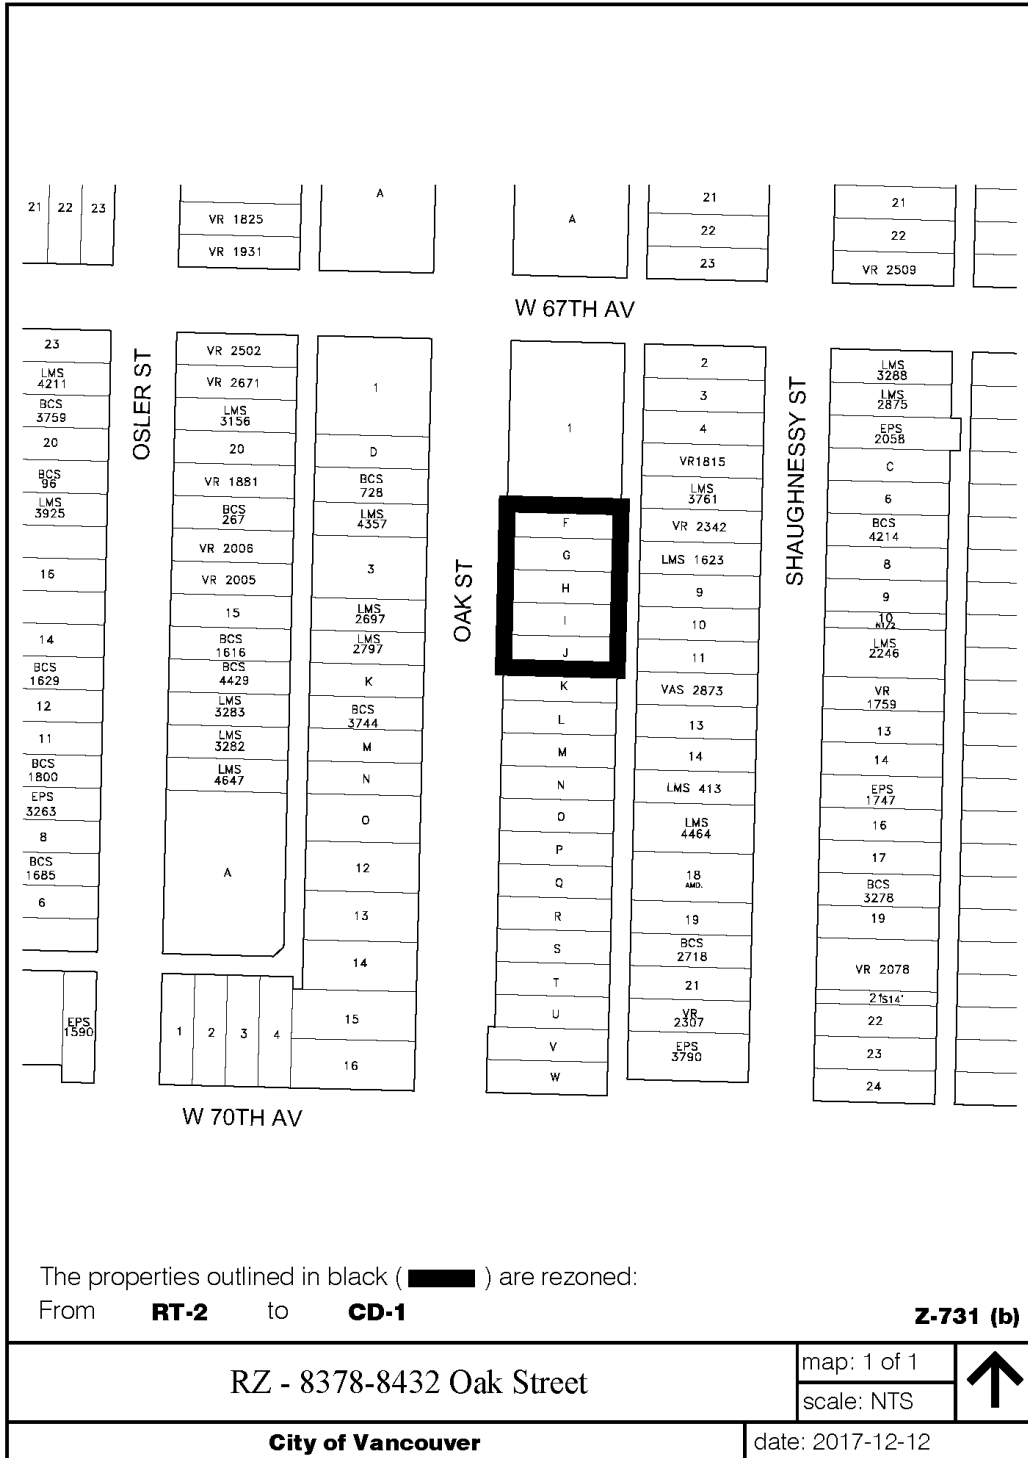 21 22 23
VR 1825
VR 1931
A
A
21
22
23
21
22
VR 2509
W 67TH AV
OSLER ST
OAK ST
SHAUGHNESSY ST
23
LMS
4211
BCS
3759
20
BCS
96
LMS
3925
16
14
BCS
1629
12
11
BCS
1800
EPS
3263
8
BCS
1685
6
EPS
1590
VR 2502
VR 2671
LMS
3156
20
VR 1881
BCS
267
VR 2006
VR 2005
15
BCS
1616
BCS
4429
LMS
3283
LMS
3282
LMS
4647
A
1 2 3 4
1
D
BCS
728
LMS
4357
3
LMS
2697
LMS
2797
K
BCS
3744
M
N
O
12
13
14
15
16
1
F
G
H
I
J
K
L
M
N
O
P
Q
R
S
T
U
V
W
2
3
4
VR1815
LMS
3761
VR 2342
LMS 1623
9
10
11
VAS 2873
13
14
LMS 413
LMS
4464
18
AMD.
19
BCS
2718
21
VR
2307
EPS
3790
LMS
3288
LMS
2875
EPS
2058
C
6
BCS
4214
8
9
10
N1/2
LMS
2246
VR
1759
13
14
EPS
1747
16
17
BCS
3278
19
VR 2078
21S14'
22
23
24
W 70TH AV
The properties outlined in black ( ) are rezoned:
From RT-2 to CD-1
Z-731 (b)
RZ - 8378-8432 Oak Street
map: 1 of 1
scale: NTS
City of Vancouver
date: 2017-12-12